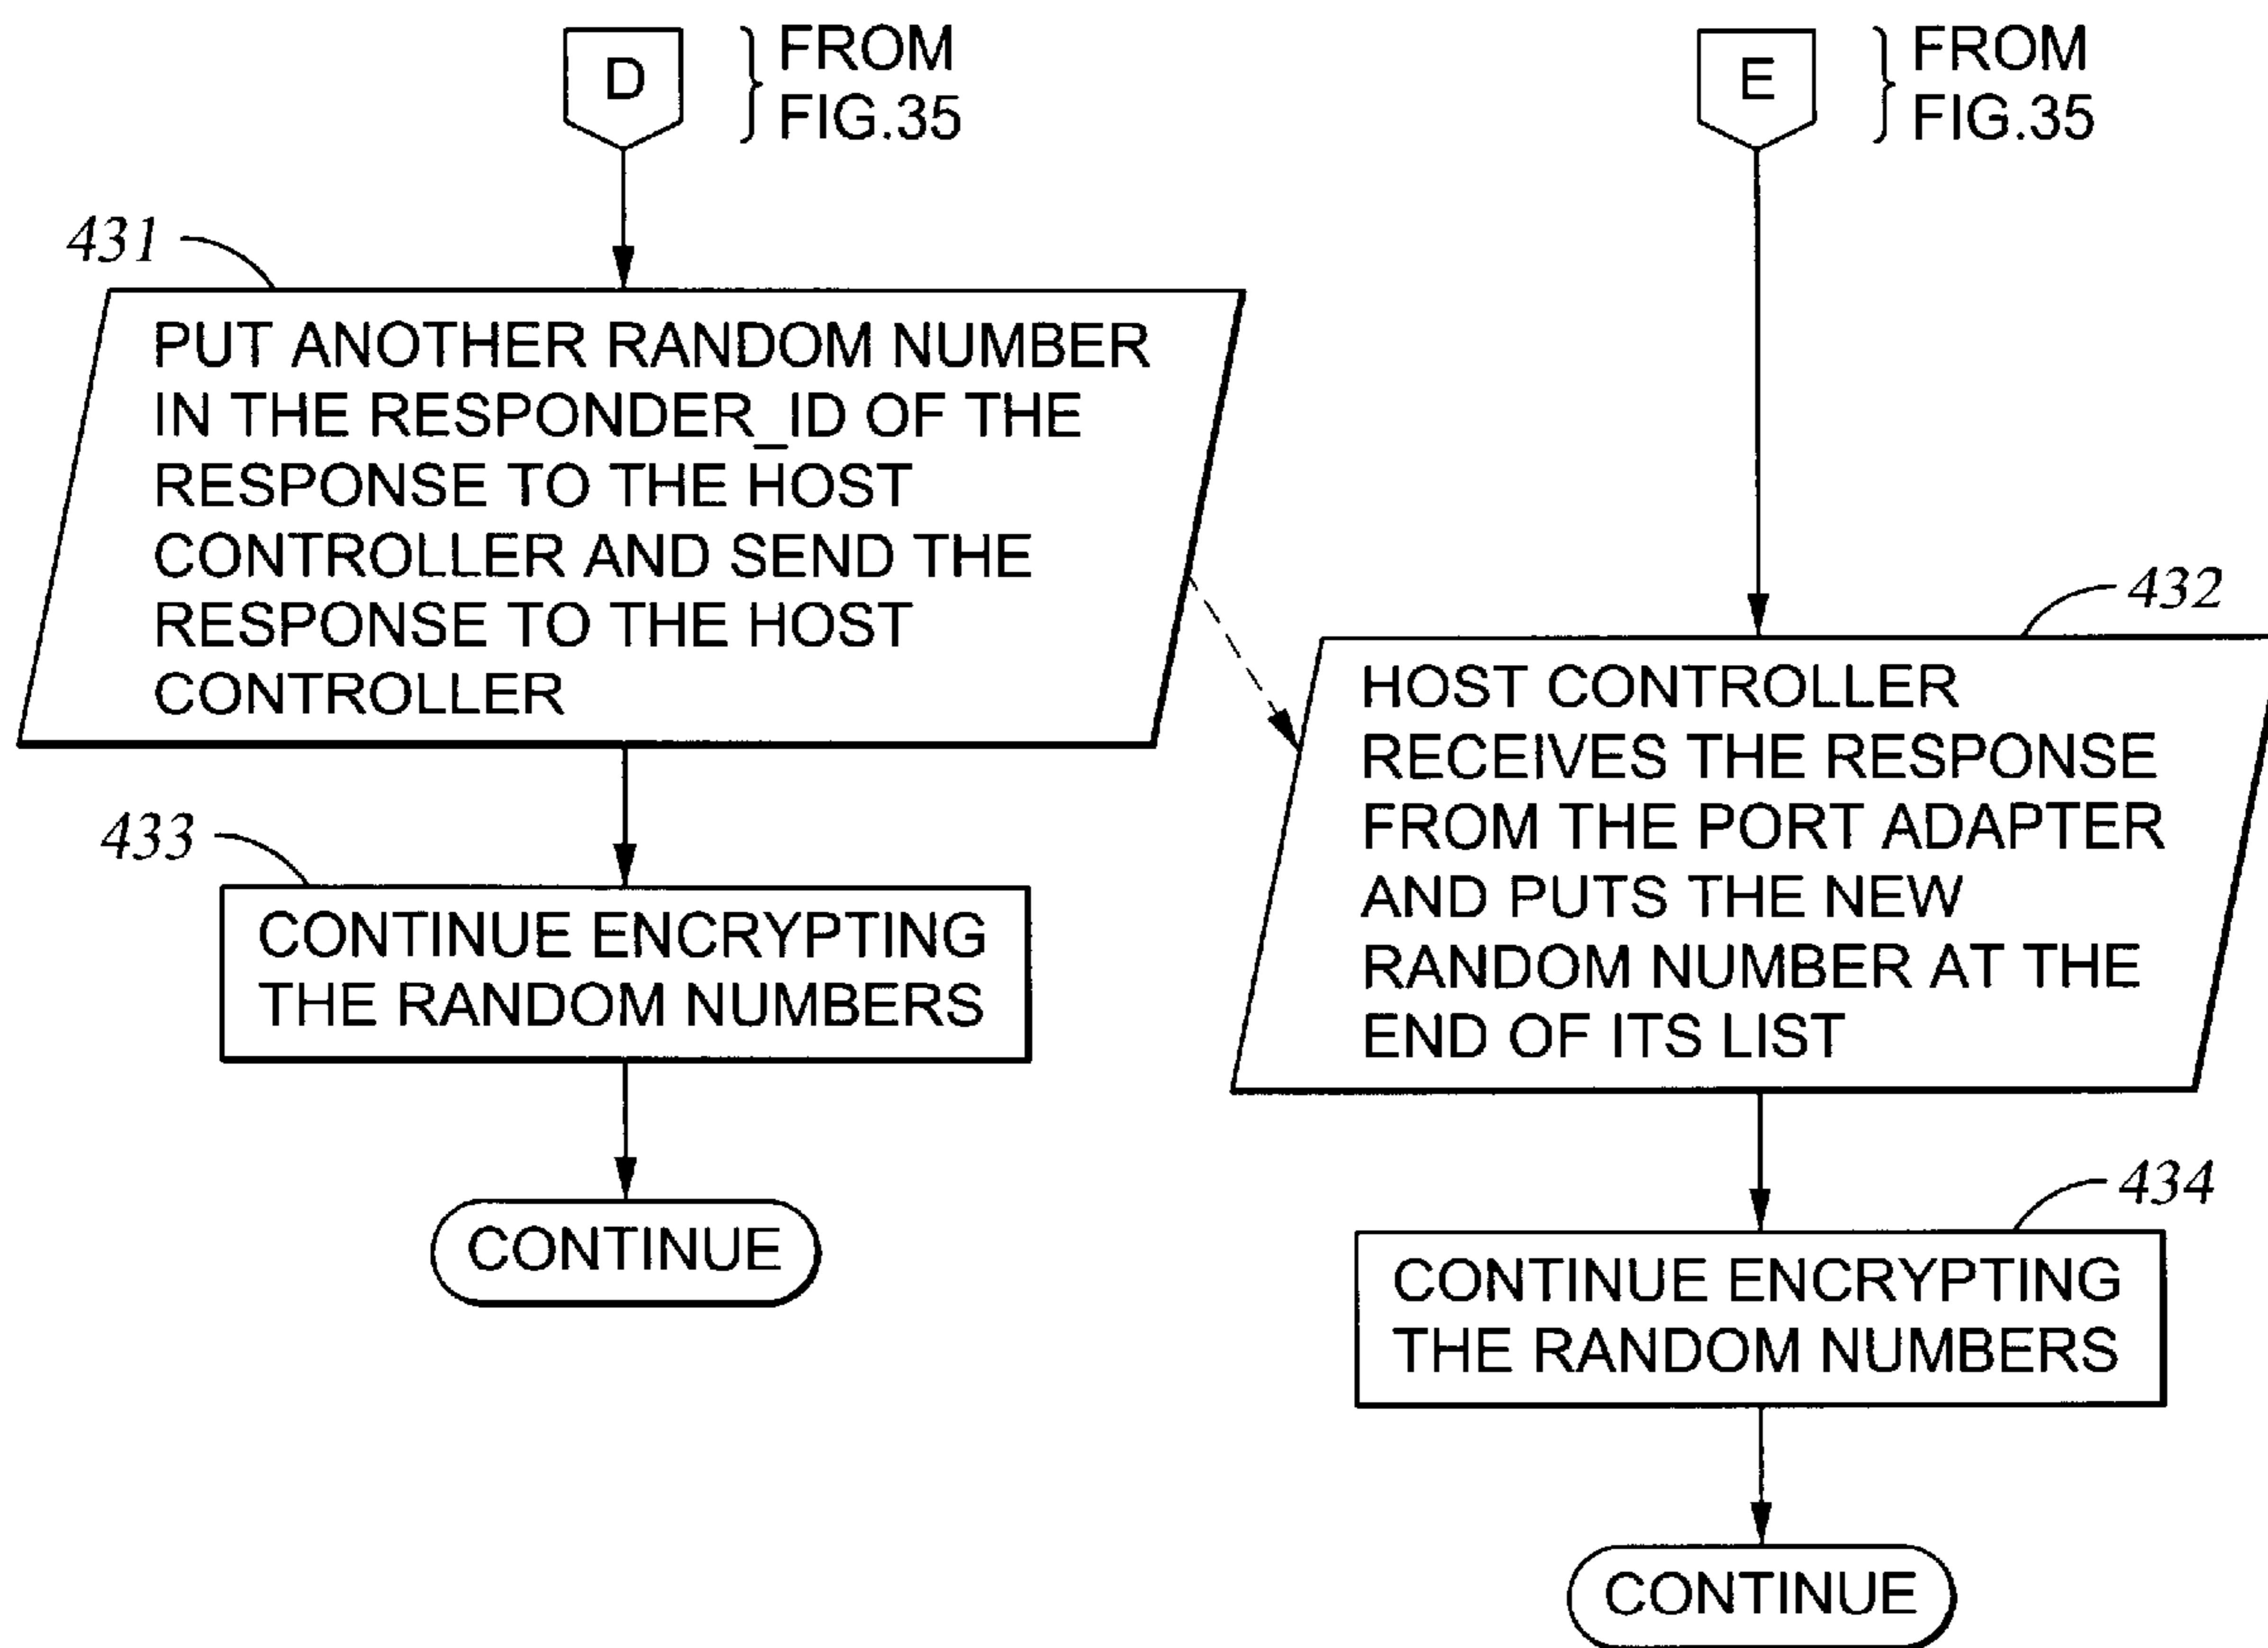 D
FROM
FIG.35
431
PUT ANOTHER RANDOM NUMBER
IN THE RESPONDER_ID OF THE
RESPONSE TO THE HOST
CONTROLLER AND SEND THE
RESPONSE TO THE HOST
CONTROLLER
433
CONTINUE ENCRYPTING
THE RANDOM NUMBERS
CONTINUE
E
FROM
FIG.35
432
HOST CONTROLLER
RECEIVES THE RESPONSE
FROM THE PORT ADAPTER
AND PUTS THE NEW
RANDOM NUMBER AT THE
END OF ITS LIST
434
CONTINUE ENCRYPTING
THE RANDOM NUMBERS
CONTINUE